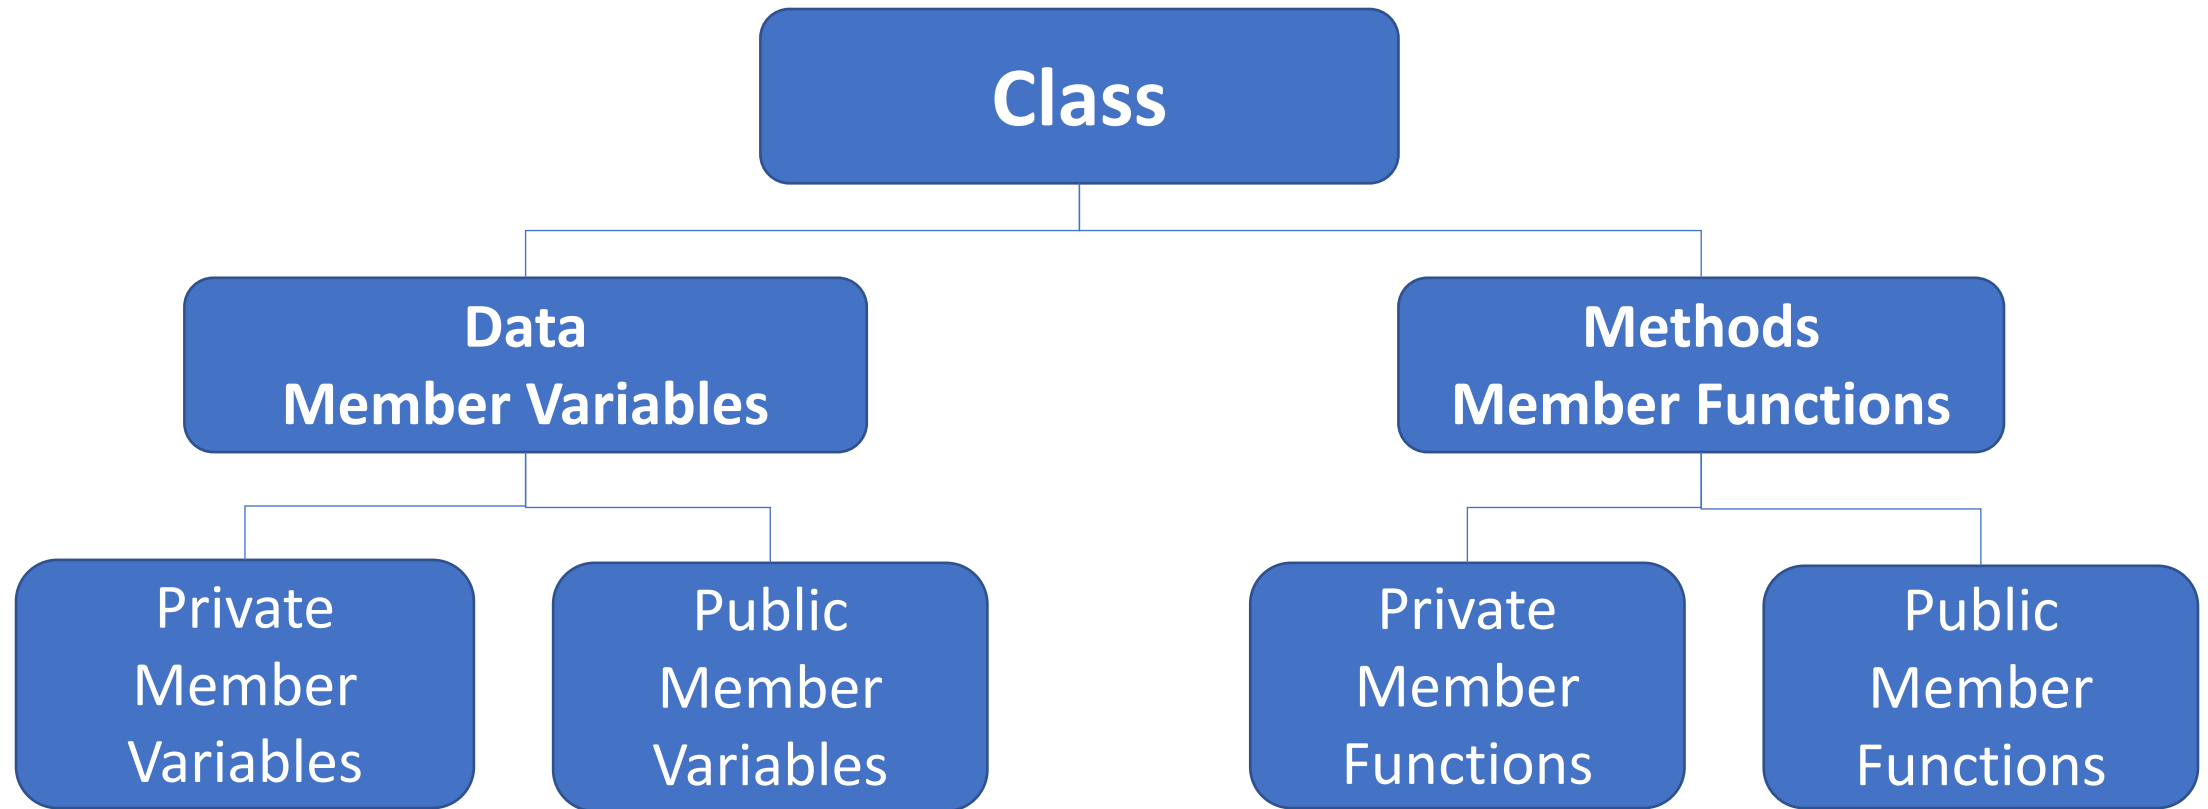 Class
Data
Member Variables
Methods
Member Functions
Private
Member
Variables
Public
Member
Variables
Private
Member
Functions
Public
Member
Functions